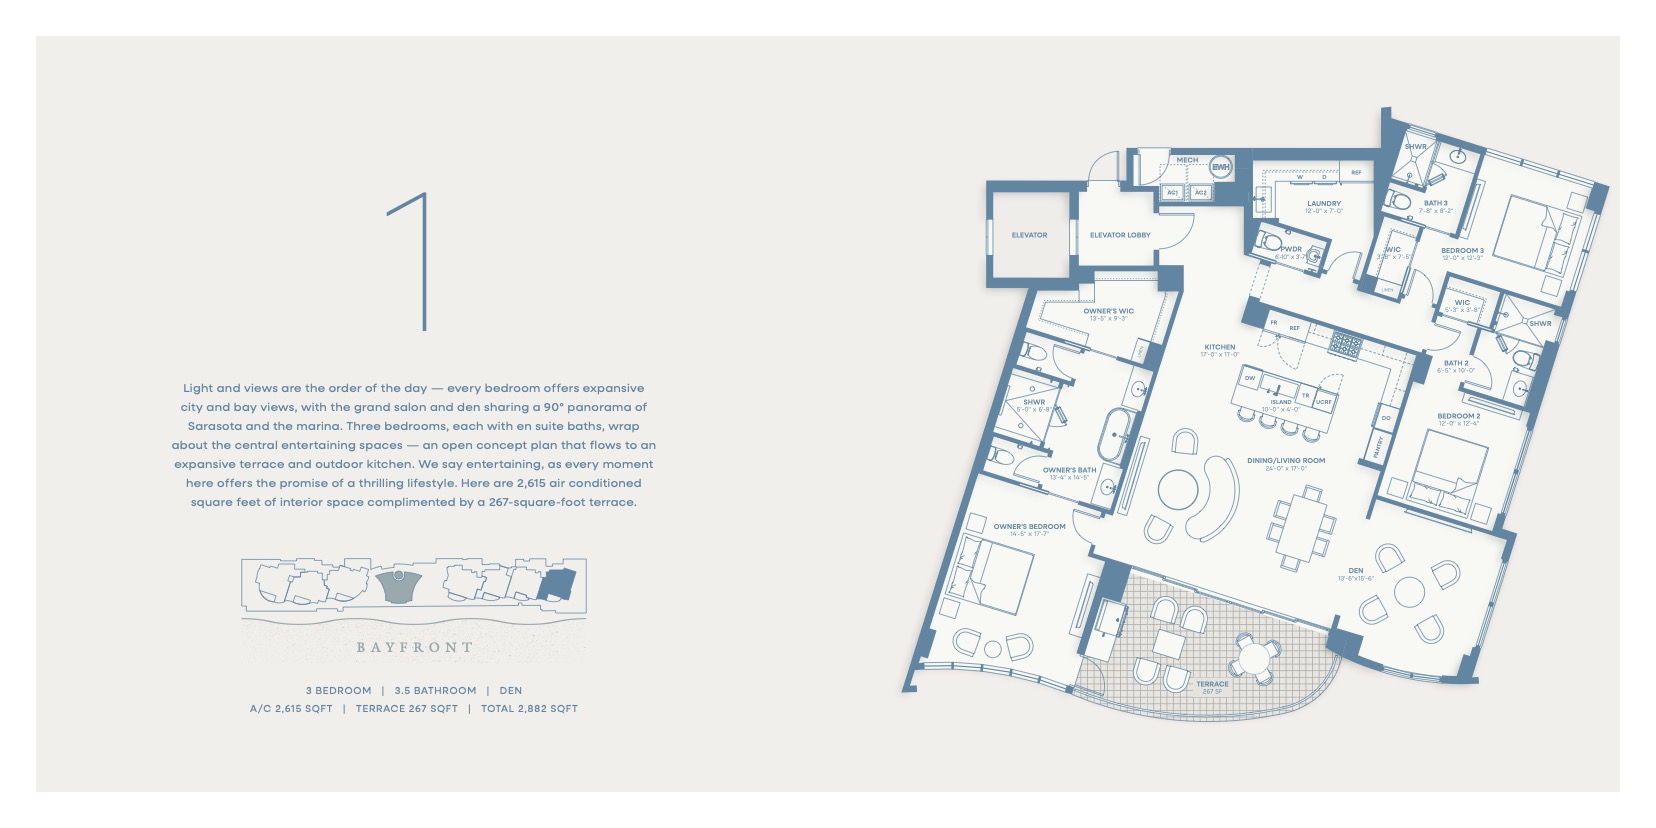 1
Light and views are the order of the day — every bedroom offers expansive
city and bay views, with the grand salon and den sharing a 90° panorama of
Sarasota and the marina. Three bedrooms, each with en suite baths, wrap
about the central entertaining spaces — an open concept plan that flows to an
expansive terrace and outdoor kitchen. We say entertaining, as every moment
here offers the promise of a thrilling lifestyle. Here are 2,615 air conditioned
square feet of interior space complimented by a 267-square-foot terrace.
BAYFRONT
3 BEDROOM | 3.5 BATHROOM | DEN
A/C 2,615 SQFT | TERRACE 267 SQFT | TOTAL 2,882 SQFT
SHWR
MECH
EWH
AC1
AC2
W
D
REF
LAUNDRY
12'-0" x 7'-0"
BATH 3
7'-8" x 8'-2"
ELEVATOR
ELEVATOR LOBBY
PWDR
6'-10" x 3'-7"
WIC
3'-8" x 7'-5"
LINEN
BEDROOM 3
12'-0" x 12'-3"
OWNER'S WIC
13'-5" x 9'-3"
LINEN
WIC
5'-3" x 3'-8"
SHWR
FR
REF
KITCHEN
17'-0" x 11'-0"
BATH 2
6'-5" x 10'-0"
DW
ISLAND
10'-0" x 4'-0"
TR
UCRF
SHWR
5'-0" x 6'-8"
DO
PANTRY
BEDROOM 2
12'-0" x 12'-4"
DINING/LIVING ROOM
24'-0" x 17'-0"
OWNER'S BATH
13'-4" x 14'-5"
OWNER'S BEDROOM
14'-5" x 17'-7"
DEN
13'-6"x15'-6"
TERRACE
267 SF